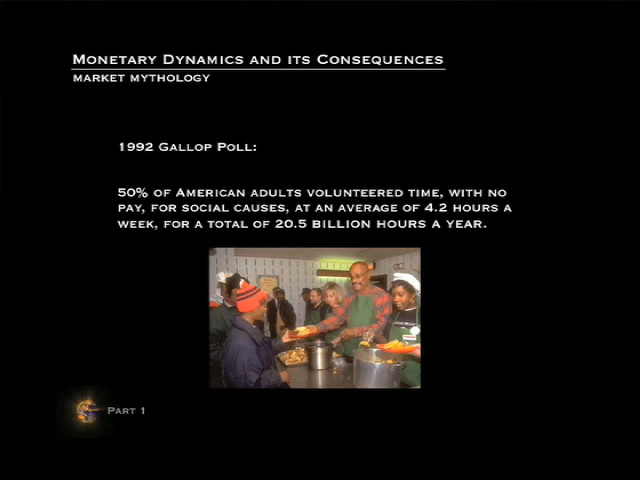 Monetary Dynamics and its Consequences
market mythology
1992 Gallop Poll:
50% of American adults volunteered time, with no
pay, for social causes, at an average of 4.2 hours a
week, for a total of 20.5 billion hours a year.
Part 1